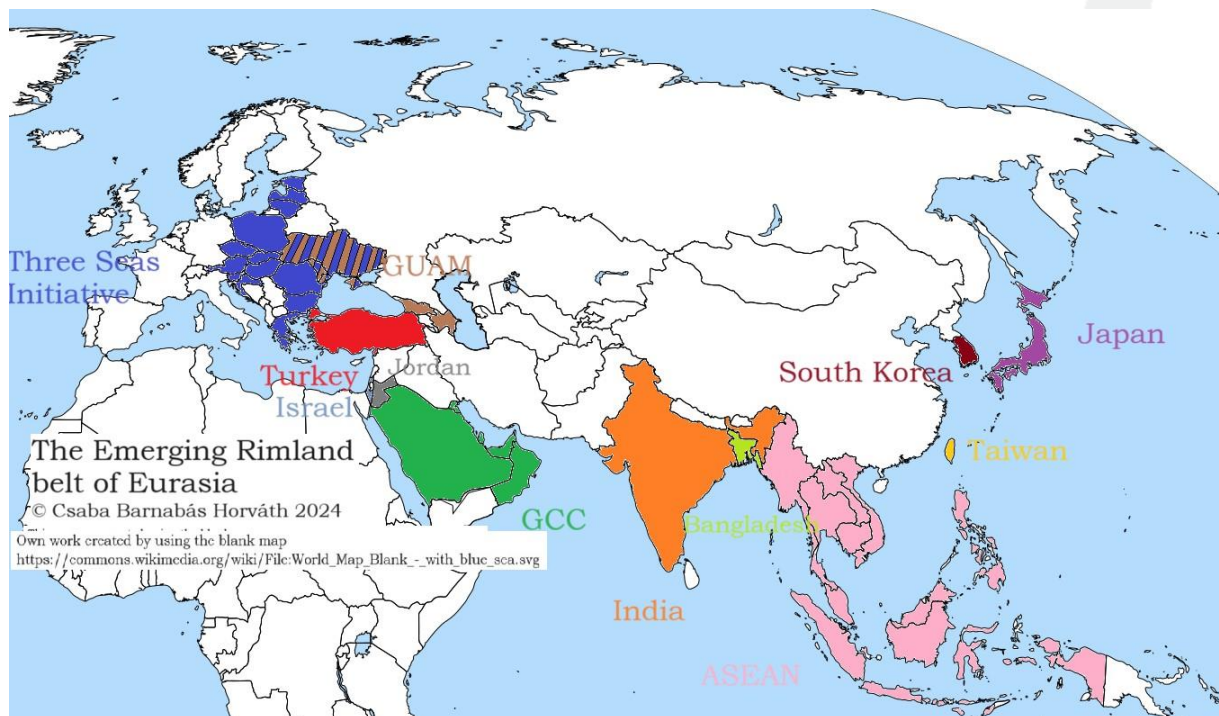 Three Seas
Initiative
GUAM
Turkey
Jordan
Israel
GCC
India
Bangladesh
ASEAN
South Korea
Japan
Taiwan
The Emerging Rimland
belt of Eurasia
© Csaba Barnabás Horváth 2024
Own work created by using the blank map
https://commons.wikimedia.org/wiki/File:World_Map_Blank_-_with_blue_sea.svg